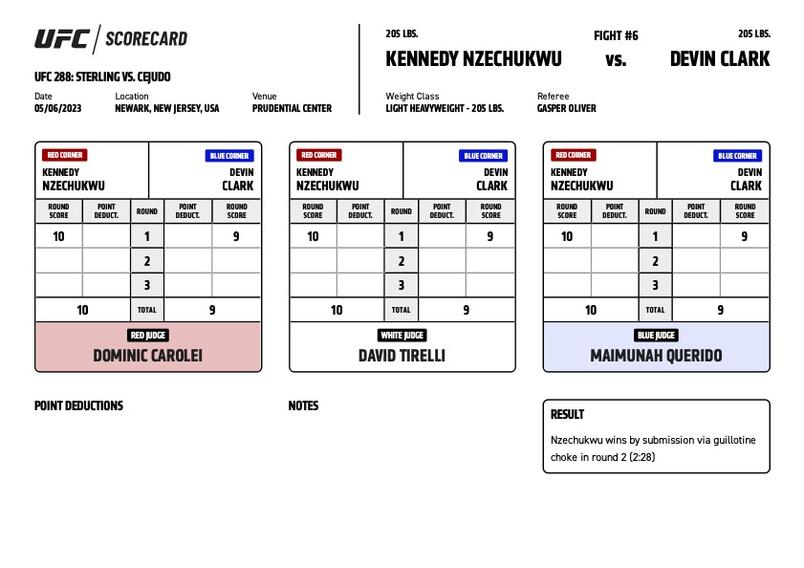 UFC / SCORECARD
UFC 288: STERLING VS. CEJUDO
Date Location Venue
05/06/2023 NEWARK, NEW JERSEY, USA PRUDENTIAL CENTER
205 LBS. FIGHT #6 205 LBS.
KENNEDY NZECHUKWU vs. DEVIN CLARK
Weight Class Referee
LIGHT HEAVYWEIGHT - 205 LBS. GASPER OLIVER
RED CORNER BLUE CORNER
KENNEDY DEVIN
NZECHUKWU CLARK
ROUND POINT ROUND POINT ROUND
SCORE DEDUCT. DEDUCT. SCORE
10 1 9
2
3
10 TOTAL 9
RED JUDGE
DOMINIC CAROLEI
RED CORNER BLUE CORNER
KENNEDY DEVIN
NZECHUKWU CLARK
ROUND POINT ROUND POINT ROUND
SCORE DEDUCT. DEDUCT. SCORE
10 1 9
2
3
10 TOTAL 9
WHITE JUDGE
DAVID TIRELLI
RED CORNER BLUE CORNER
KENNEDY DEVIN
NZECHUKWU CLARK
ROUND POINT ROUND POINT ROUND
SCORE DEDUCT. DEDUCT. SCORE
10 1 9
2
3
10 TOTAL 9
BLUE JUDGE
MAIMUNAH QUERIDO
POINT DEDUCTIONS
NOTES
RESULT
Nzechukwu wins by submission via guillotine
choke in round 2 (2:28)